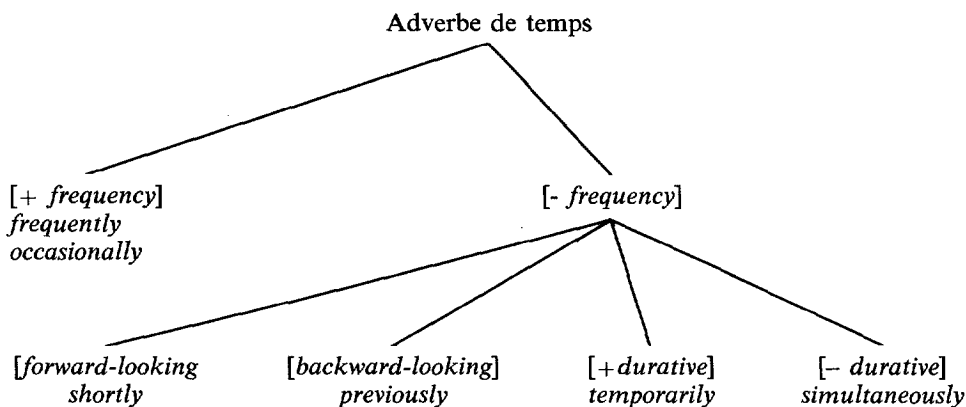 Adverbe de temps
[+ frequency] [- frequency]
frequently
occasionally
[forward-looking [backward-looking] [+durative] [– durative]
shortly previously temporarily simultaneously